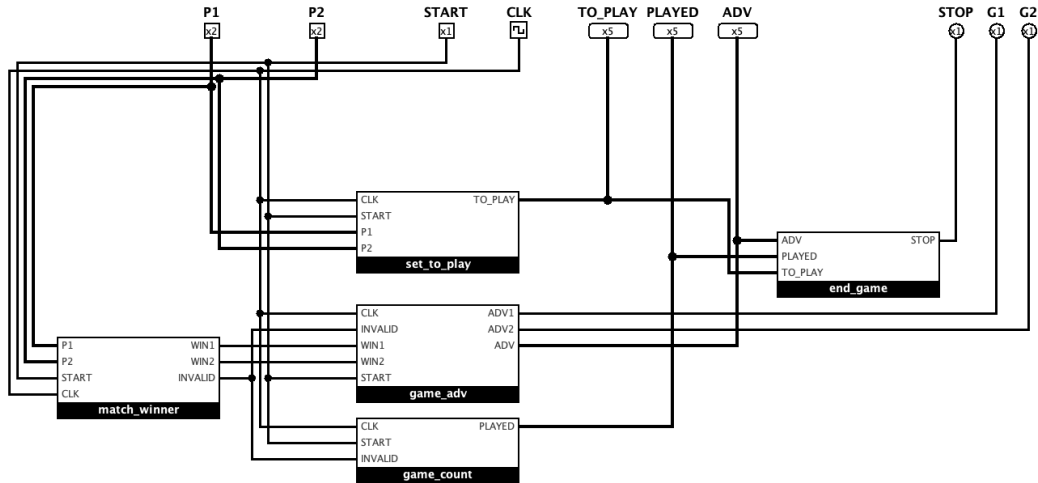 P1 P2 START CLK TO_PLAY PLAYED ADV STOP G1 G2
x2 x2 x1 x5 x5 x5 x1 x1 x1
CLK TO_PLAY
START
P1
P2
set_to_play
ADV STOP
PLAYED
TO_PLAY
end_game
CLK ADV1
INVALID ADV2
WIN1 ADV
WIN2
START
game_adv
P1 WIN1
P2 WIN2
START INVALID
CLK
match_winner
CLK PLAYED
START
INVALID
game_count